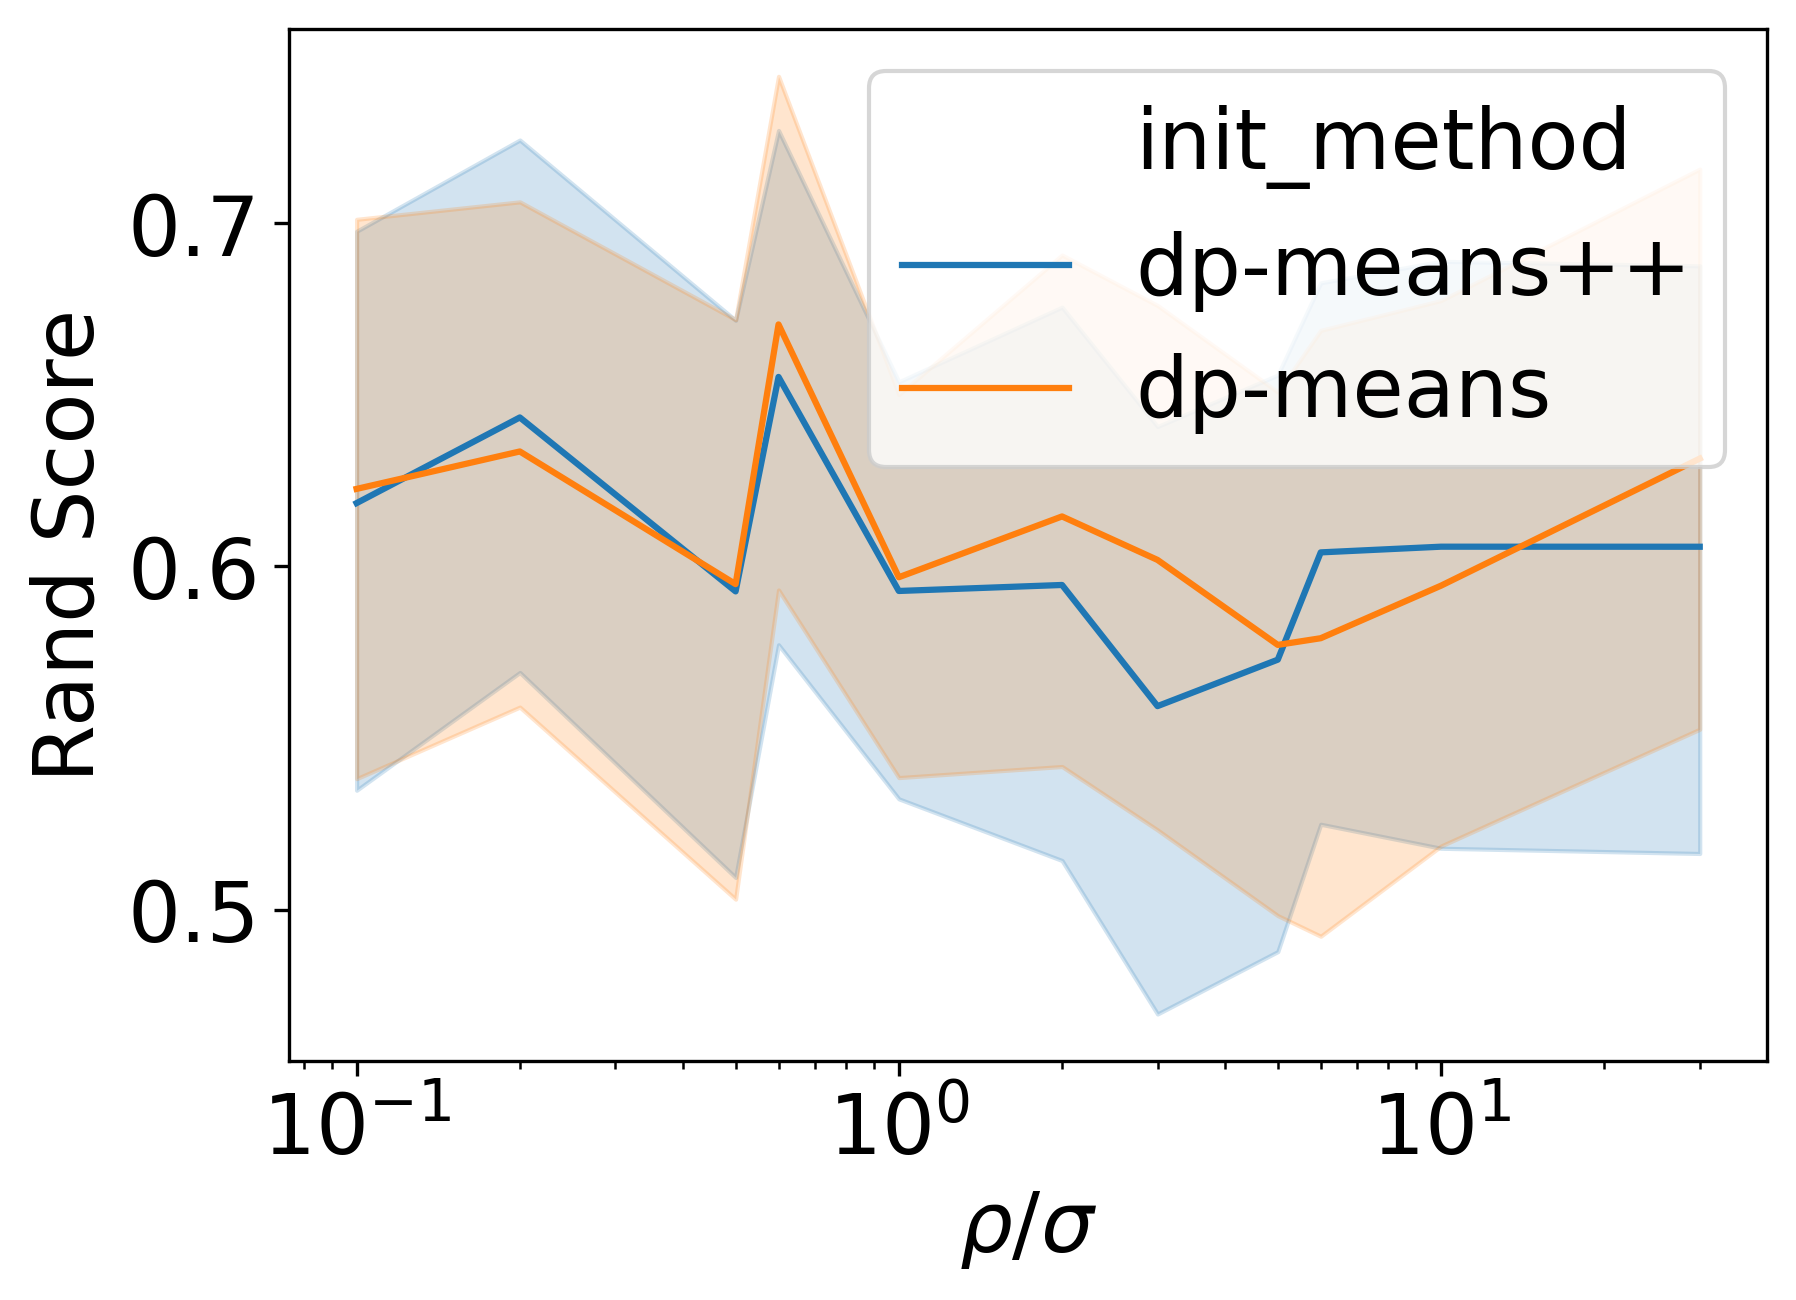 init_method
dp-means++
dp-means
Rand Score
0.7
0.6
0.5
10⁻¹
10⁰
10¹
ρ/σ